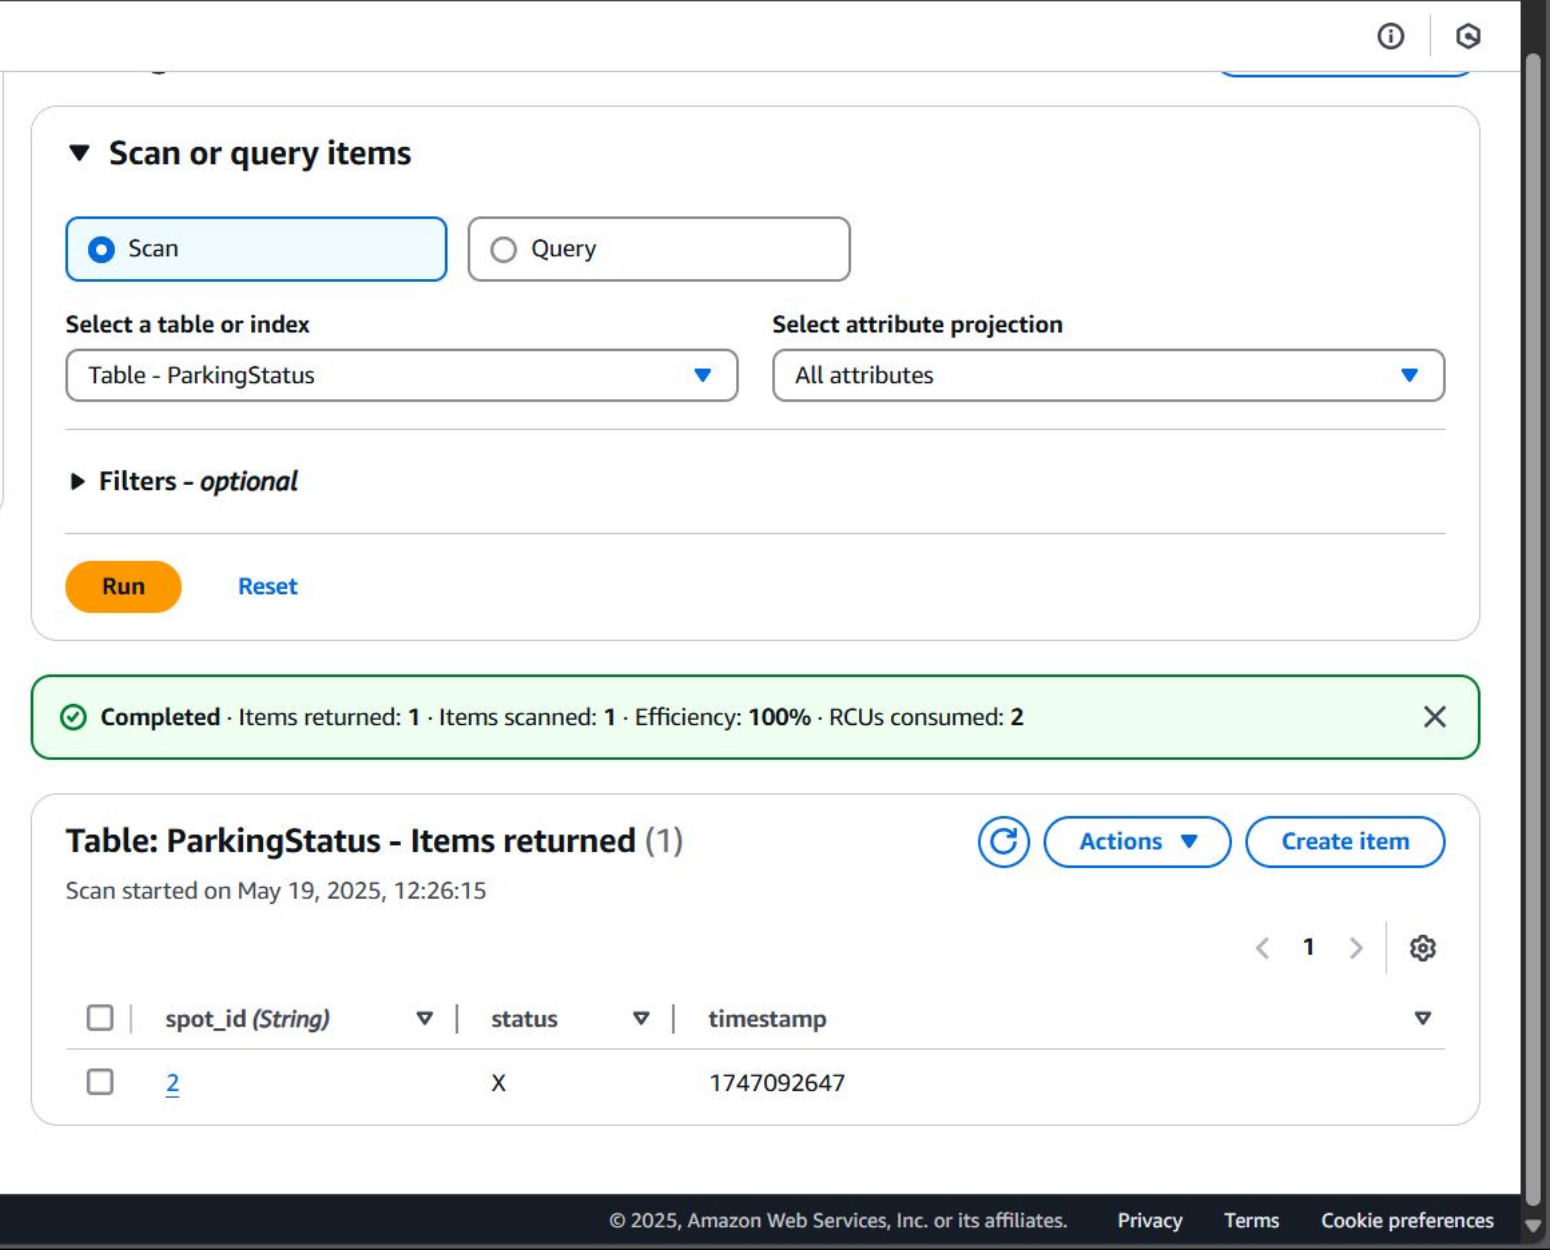 Scan or query items
Scan
Query
Select a table or index
Select attribute projection
Table - ParkingStatus
All attributes
Filters - optional
Run
Reset
Completed · Items returned: 1 · Items scanned: 1 · Efficiency: 100% · RCUs consumed: 2
Table: ParkingStatus - Items returned (1)
Actions
Create item
Scan started on May 19, 2025, 12:26:15
1
spot_id (String)
status
timestamp
2
X
1747092647
© 2025, Amazon Web Services, Inc. or its affiliates.
Privacy
Terms
Cookie preferences